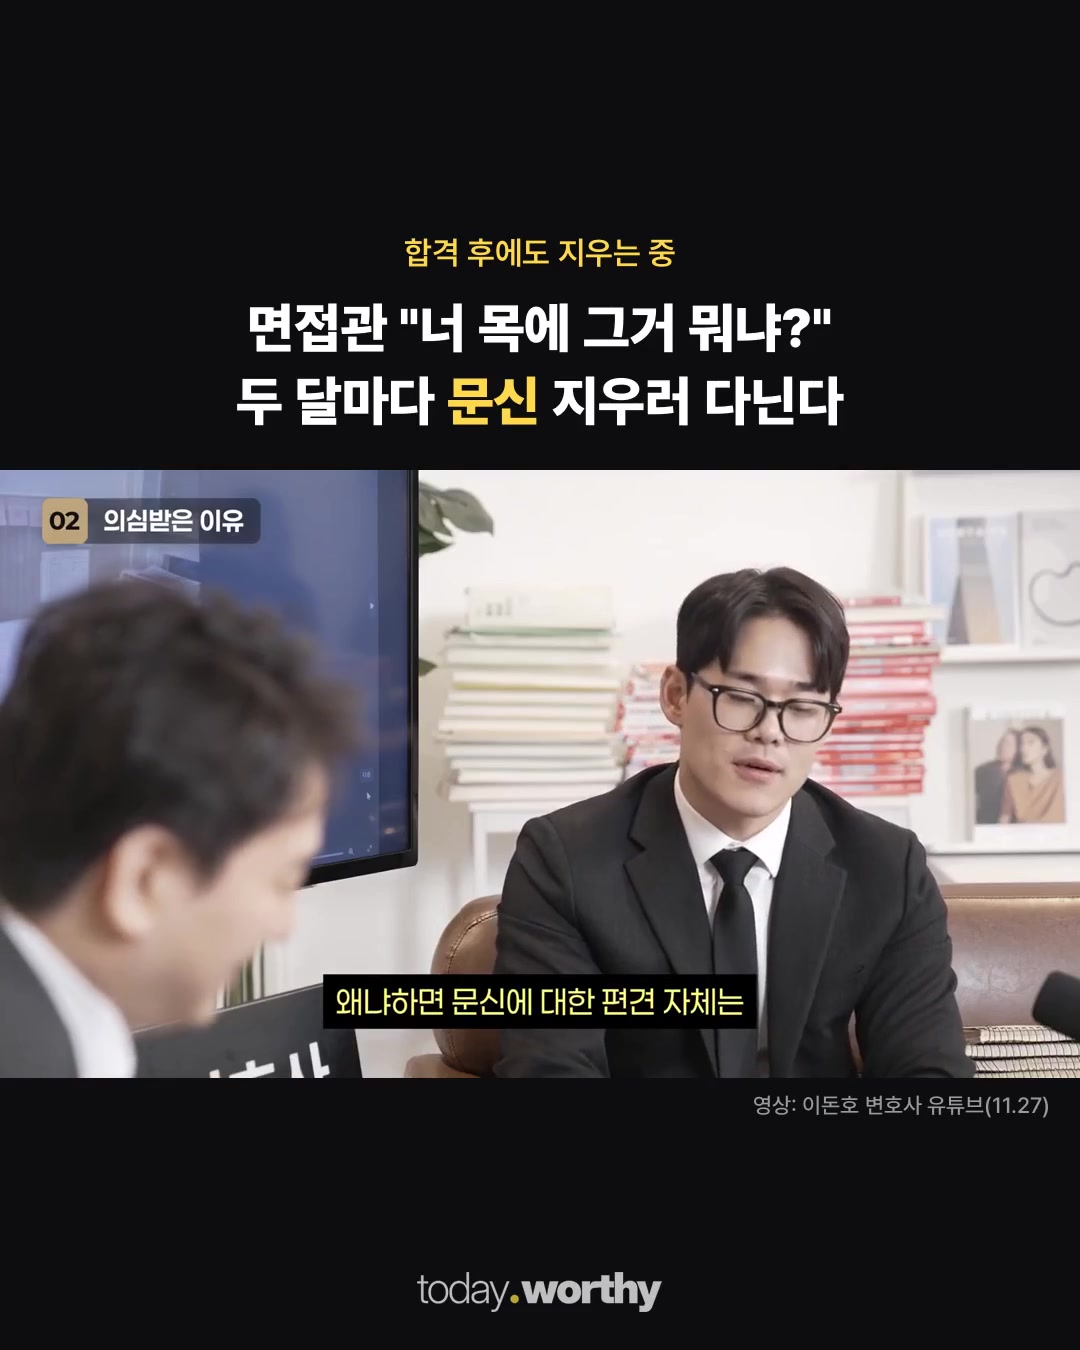 합격 후에도 지우는 중
면접관 "너 목에 그거 뭐냐?"
두 달마다 문신 지우러 다닌다
02 의심받은 이유
왜냐하면 문신에 대한 편견 자체는
영상: 이돈호 변호사 유튜브(11.27)
today.worthy